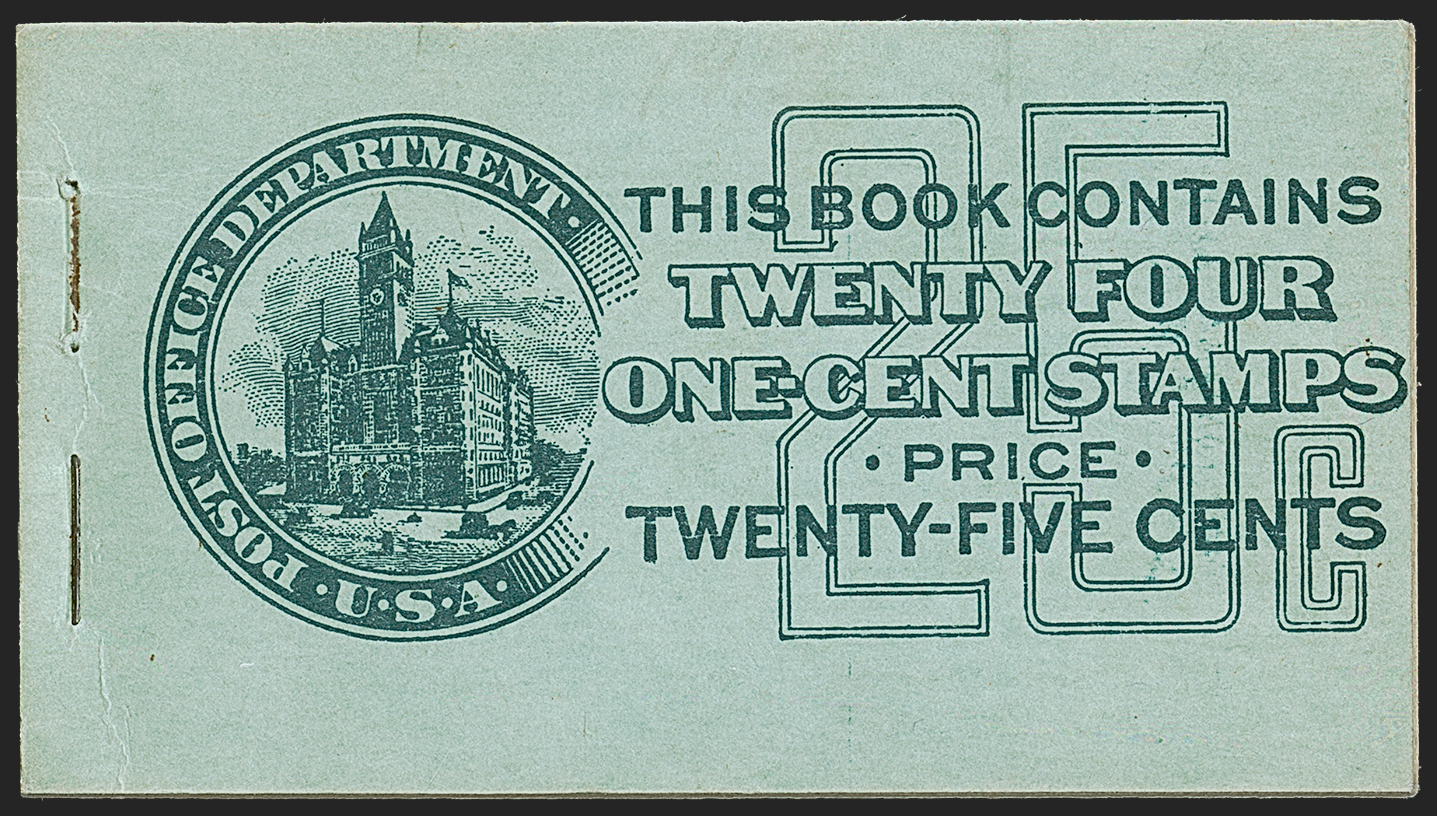 POST OFFICE DEPARTMENT ·
· U·S·A·
25c
THIS BOOK CONTAINS
TWENTY FOUR
ONE-CENT STAMPS
· PRICE ·
TWENTY-FIVE CENTS